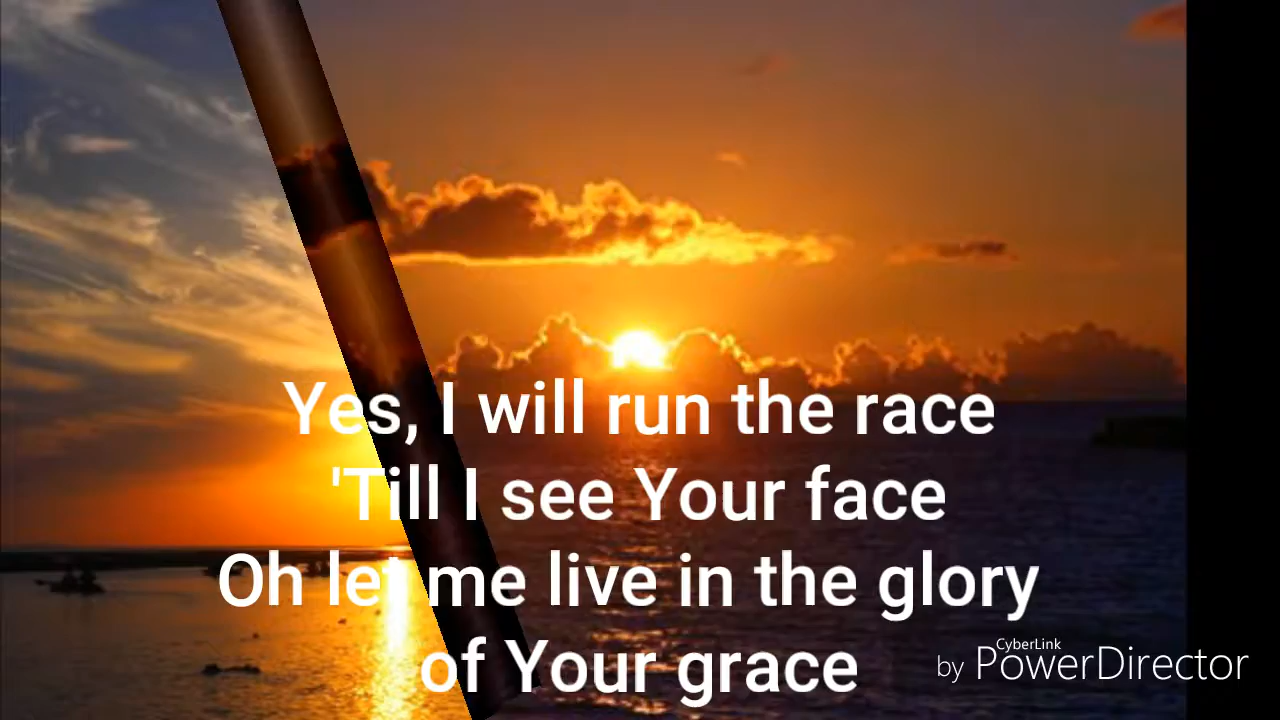 Yes, I will run the race
'Till I see Your face
Oh let me live in the glory
of Your grace
CyberLink
by PowerDirector